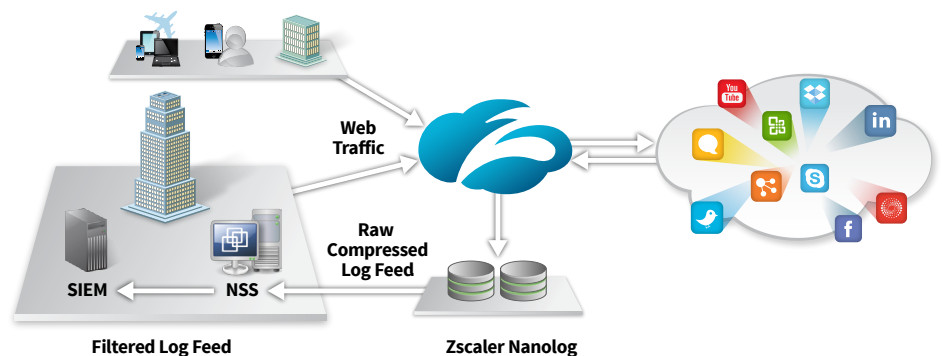 You
Tube
in
Web
Traffic
f
Raw
Compressed
Log Feed
SIEM
NSS
Filtered Log Feed
Zscaler Nanolog